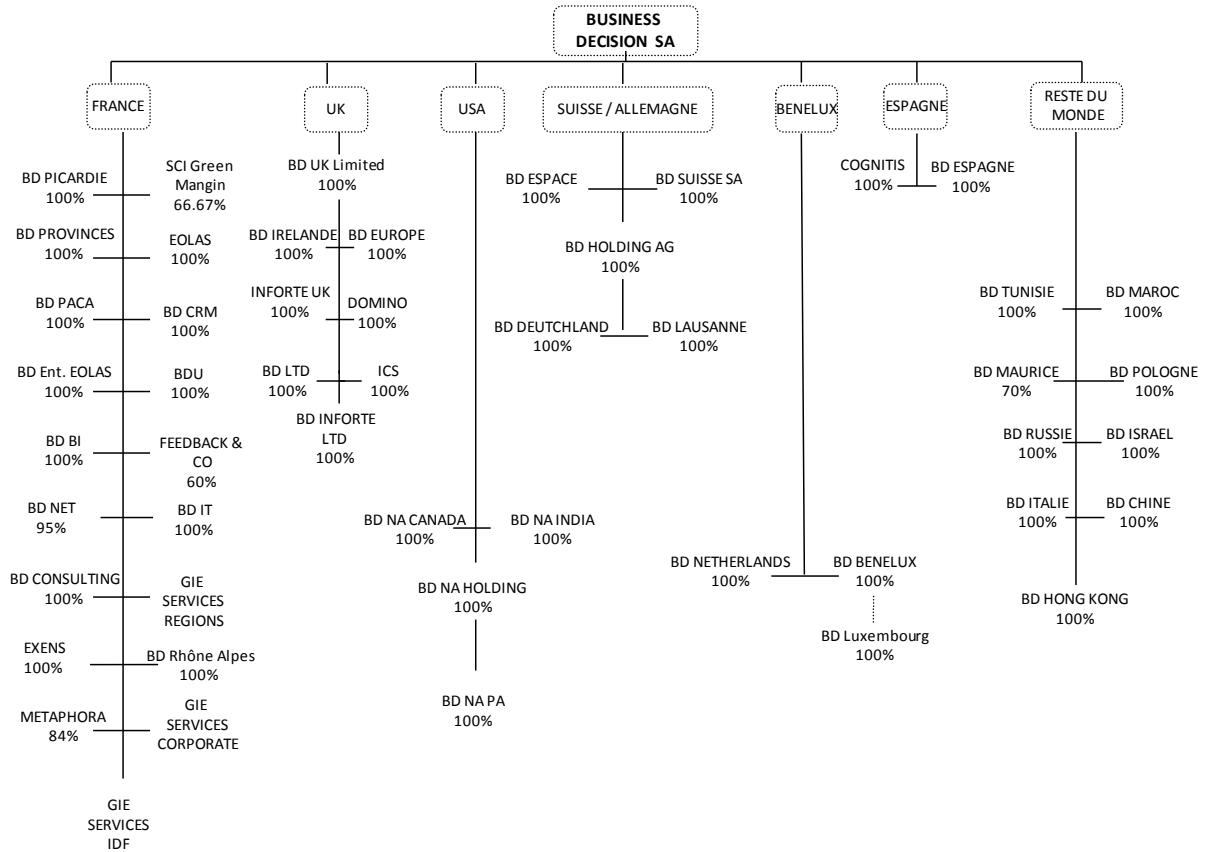 BUSINESS
DECISION SA
FRANCE
UK
USA
SUISSE / ALLEMAGNE
BENELUX
ESPAGNE
RESTE DU
MONDE
BD PICARDIE
100%
SCI Green
Mangin
66.67%
BD PROVINCES
100%
EOLAS
100%
BD PACA
100%
BD CRM
100%
BD Ent. EOLAS
100%
BDU
100%
BD BI
100%
FEEDBACK &
CO
60%
BD NET
95%
BD IT
100%
BD CONSULTING
100%
GIE
SERVICES
REGIONS
EXENS
100%
BD Rhône Alpes
100%
METAPHORA
84%
GIE
SERVICES
CORPORATE
GIE
SERVICES
IDF
BD UK Limited
100%
BD IRELANDE
100%
BD EUROPE
100%
INFORTE UK
100%
DOMINO
100%
BD LTD
100%
ICS
100%
BD INFORTE
LTD
100%
BD NA CANADA
100%
BD NA INDIA
100%
BD NA HOLDING
100%
BD NA PA
100%
BD ESPACE
100%
BD SUISSE SA
100%
BD HOLDING AG
100%
BD DEUTCHLAND
100%
BD LAUSANNE
100%
BD NETHERLANDS
100%
BD BENELUX
100%
BD Luxembourg
100%
COGNITIS
100%
BD ESPAGNE
100%
BD TUNISIE
100%
BD MAROC
100%
BD MAURICE
70%
BD POLOGNE
100%
BD RUSSIE
100%
BD ISRAEL
100%
BD ITALIE
100%
BD CHINE
100%
BD HONG KONG
100%